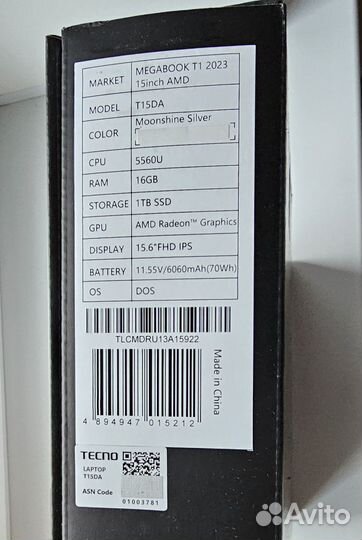 MARKET MEGABOOK T1 2023
15inch AMD
MODEL T15DA
COLOR Moonshine Silver
CPU 5560U
RAM 16GB
STORAGE 1TB SSD
GPU AMD Radeon™ Graphics
DISPLAY 15.6"FHD IPS
BATTERY 11.55V/6060mAh(70Wh)
OS DOS
TLCMDRU13A15922
4 894947 015212
Made in China
TECNO
LAPTOP
T15DA
ASN Code
01003781
Avito